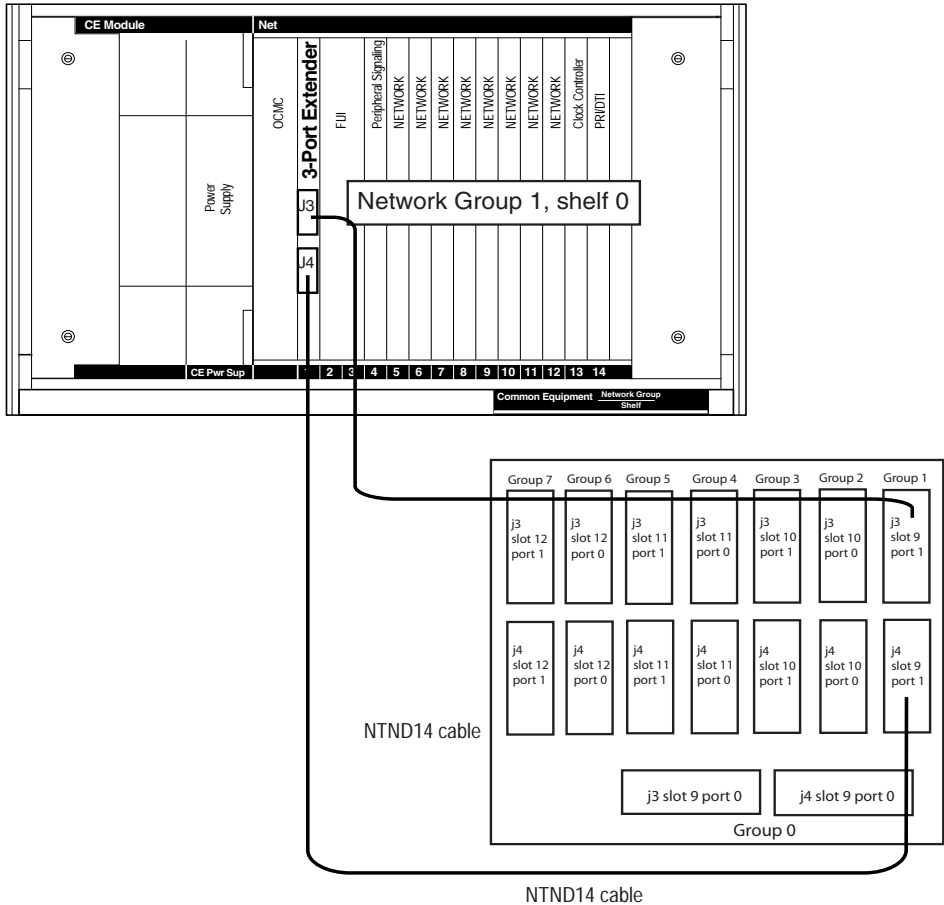 CE Module
Net
OCMC
3-Port Extender
FIJI
Peripheral Signaling
NETWORK
NETWORK
NETWORK
NETWORK
NETWORK
NETWORK
NETWORK
NETWORK
Clock Controller
PRI/DTI
Power
Supply
J3
Network Group 1, shelf 0
J4
CE Pwr Sup
1 2 3 4 5 6 7 8 9 10 11 12 13 14
Common Equipment
Network Group
Shelf
Group 7 Group 6 Group 5 Group 4 Group 3 Group 2 Group 1
j3
slot 12
port 1
j3
slot 12
port 0
j3
slot 11
port 1
j3
slot 11
port 0
j3
slot 10
port 1
j3
slot 10
port 0
j3
slot 9
port 1
j4
slot 12
port 1
j4
slot 12
port 0
j4
slot 11
port 1
j4
slot 11
port 0
j4
slot 10
port 1
j4
slot 10
port 0
j4
slot 9
port 1
NTND14 cable
j3 slot 9 port 0
j4 slot 9 port 0
Group 0
NTND14 cable